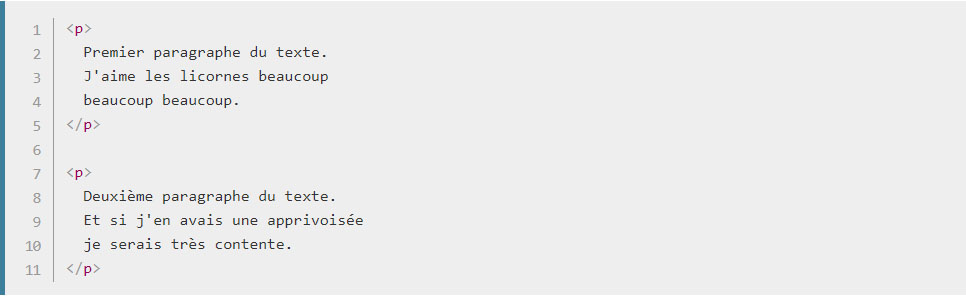 1 <p>
2 Premier paragraphe du texte.
3 J'aime les licornes beaucoup
4 beaucoup beaucoup.
5 </p>
6
7 <p>
8 Deuxième paragraphe du texte.
9 Et si j'en avais une apprivoisée
10 je serais très contente.
11 </p>